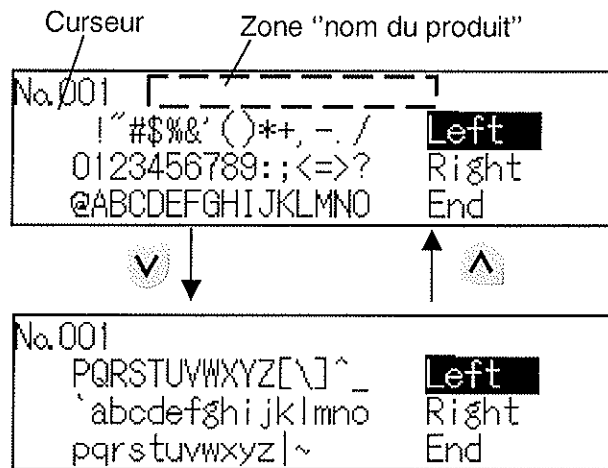 Curseur
Zone "nom du produit"
No.001
!"#$%&'()*+,-./ Left
0123456789:;<=>? Right
@ABCDEFGHIJKLMNO End
No.001
PQRSTUVWXYZ[\]^_ Left
`abcdefghijklmno Right
pqrstuvwxyz|~ End